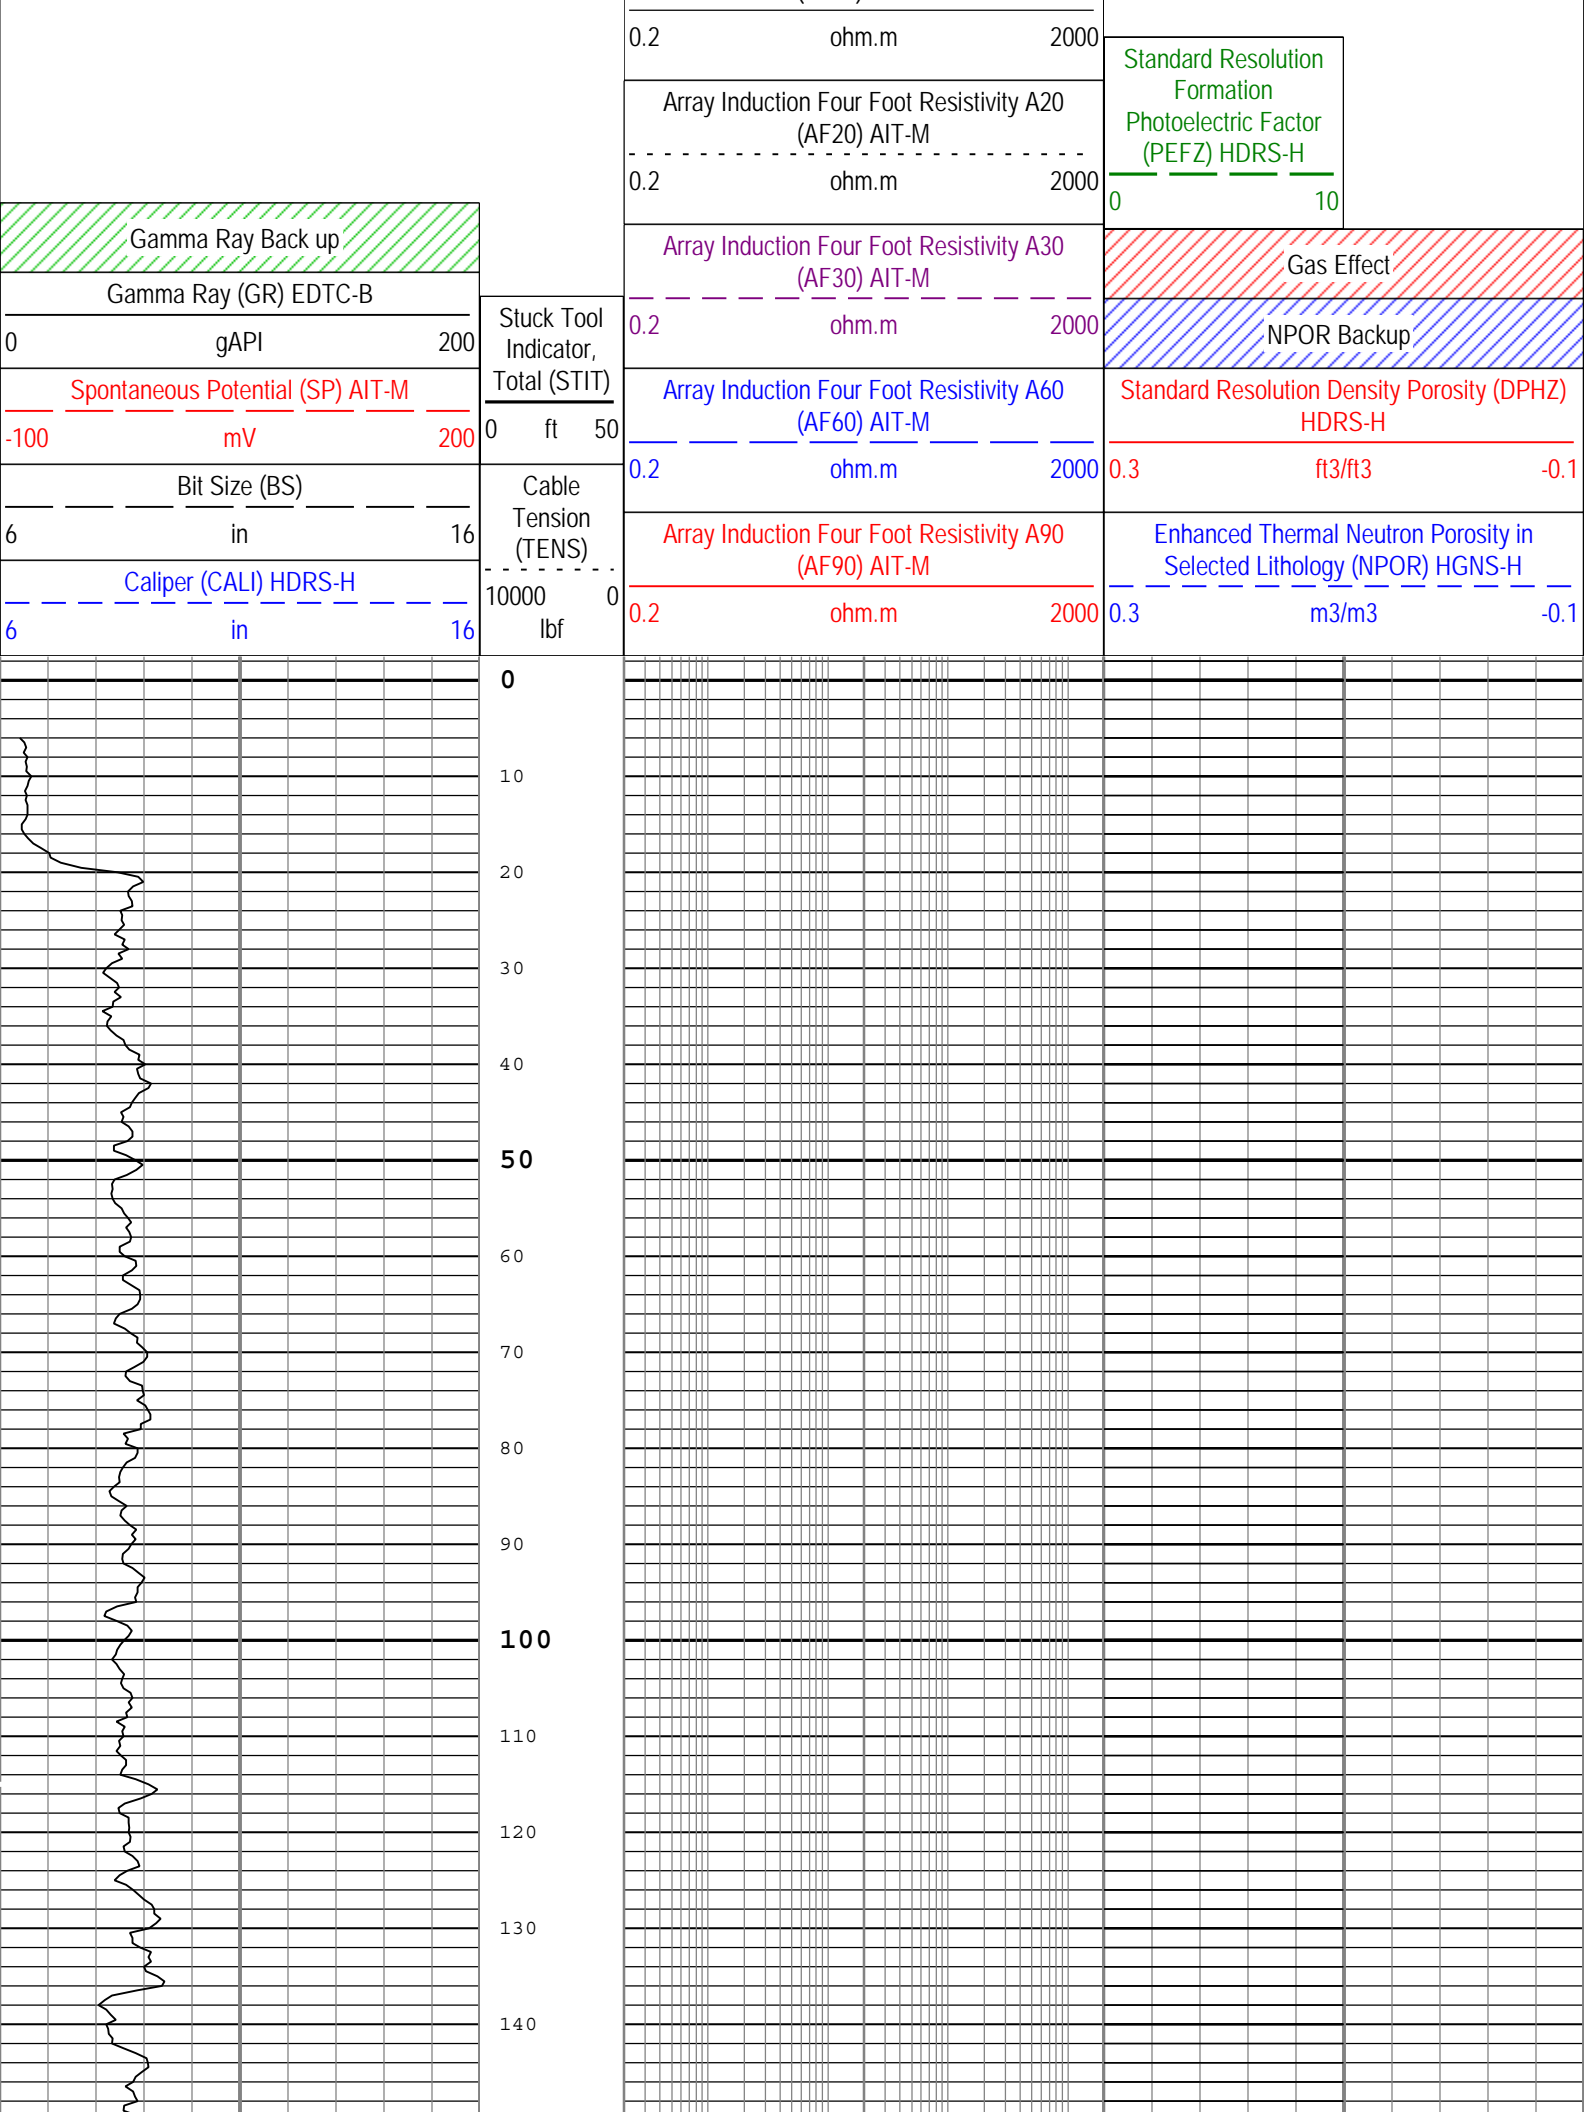 Gamma Ray Back up
Gamma Ray (GR) EDTC-B
0 gAPI 200
Spontaneous Potential (SP) AIT-M
-100 mV 200
Bit Size (BS)
6 in 16
Caliper (CALI) HDRS-H
6 in 16
Stuck Tool
Indicator,
Total (STIT)
0 ft 50
Cable
Tension
(TENS)
10000 0
lbf
0.2 ohm.m 2000
Array Induction Four Foot Resistivity A20
(AF20) AIT-M
0.2 ohm.m 2000
Array Induction Four Foot Resistivity A30
(AF30) AIT-M
0.2 ohm.m 2000
Array Induction Four Foot Resistivity A60
(AF60) AIT-M
0.2 ohm.m 2000
Array Induction Four Foot Resistivity A90
(AF90) AIT-M
0.2 ohm.m 2000
Standard Resolution
Formation
Photoelectric Factor
(PEFZ) HDRS-H
0 10
Gas Effect
NPOR Backup
Standard Resolution Density Porosity (DPHZ)
HDRS-H
0.3 ft3/ft3 -0.1
Enhanced Thermal Neutron Porosity in
Selected Lithology (NPOR) HGNS-H
0.3 m3/m3 -0.1
0
10
20
30
40
50
60
70
80
90
100
110
120
130
140